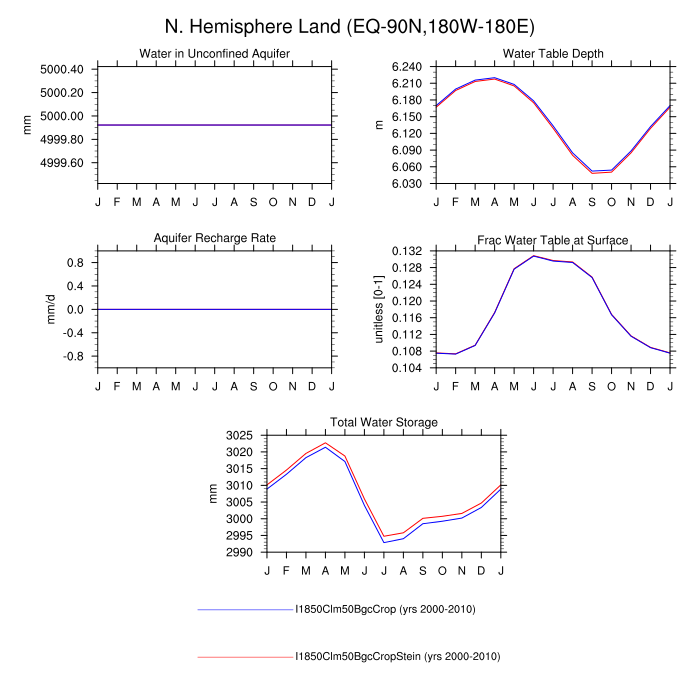 N. Hemisphere Land (EQ-90N,180W-180E)
Water in Unconfined Aquifer
5000.40
5000.20
5000.00
4999.80
4999.60
mm
J F M A M J J A S O N D J
Water Table Depth
6.240
6.210
6.180
6.150
6.120
6.090
6.060
6.030
m
J F M A M J J A S O N D J
Aquifer Recharge Rate
0.8
0.4
0.0
-0.4
-0.8
mm/d
J F M A M J J A S O N D J
Frac Water Table at Surface
0.132
0.128
0.124
0.120
0.116
0.112
0.108
0.104
unitless [0-1]
J F M A M J J A S O N D J
Total Water Storage
3025
3020
3015
3010
3005
3000
2995
2990
mm
J F M A M J J A S O N D J
I1850Clm50BgcCrop (yrs 2000-2010)
I1850Clm50BgcCropStein (yrs 2000-2010)